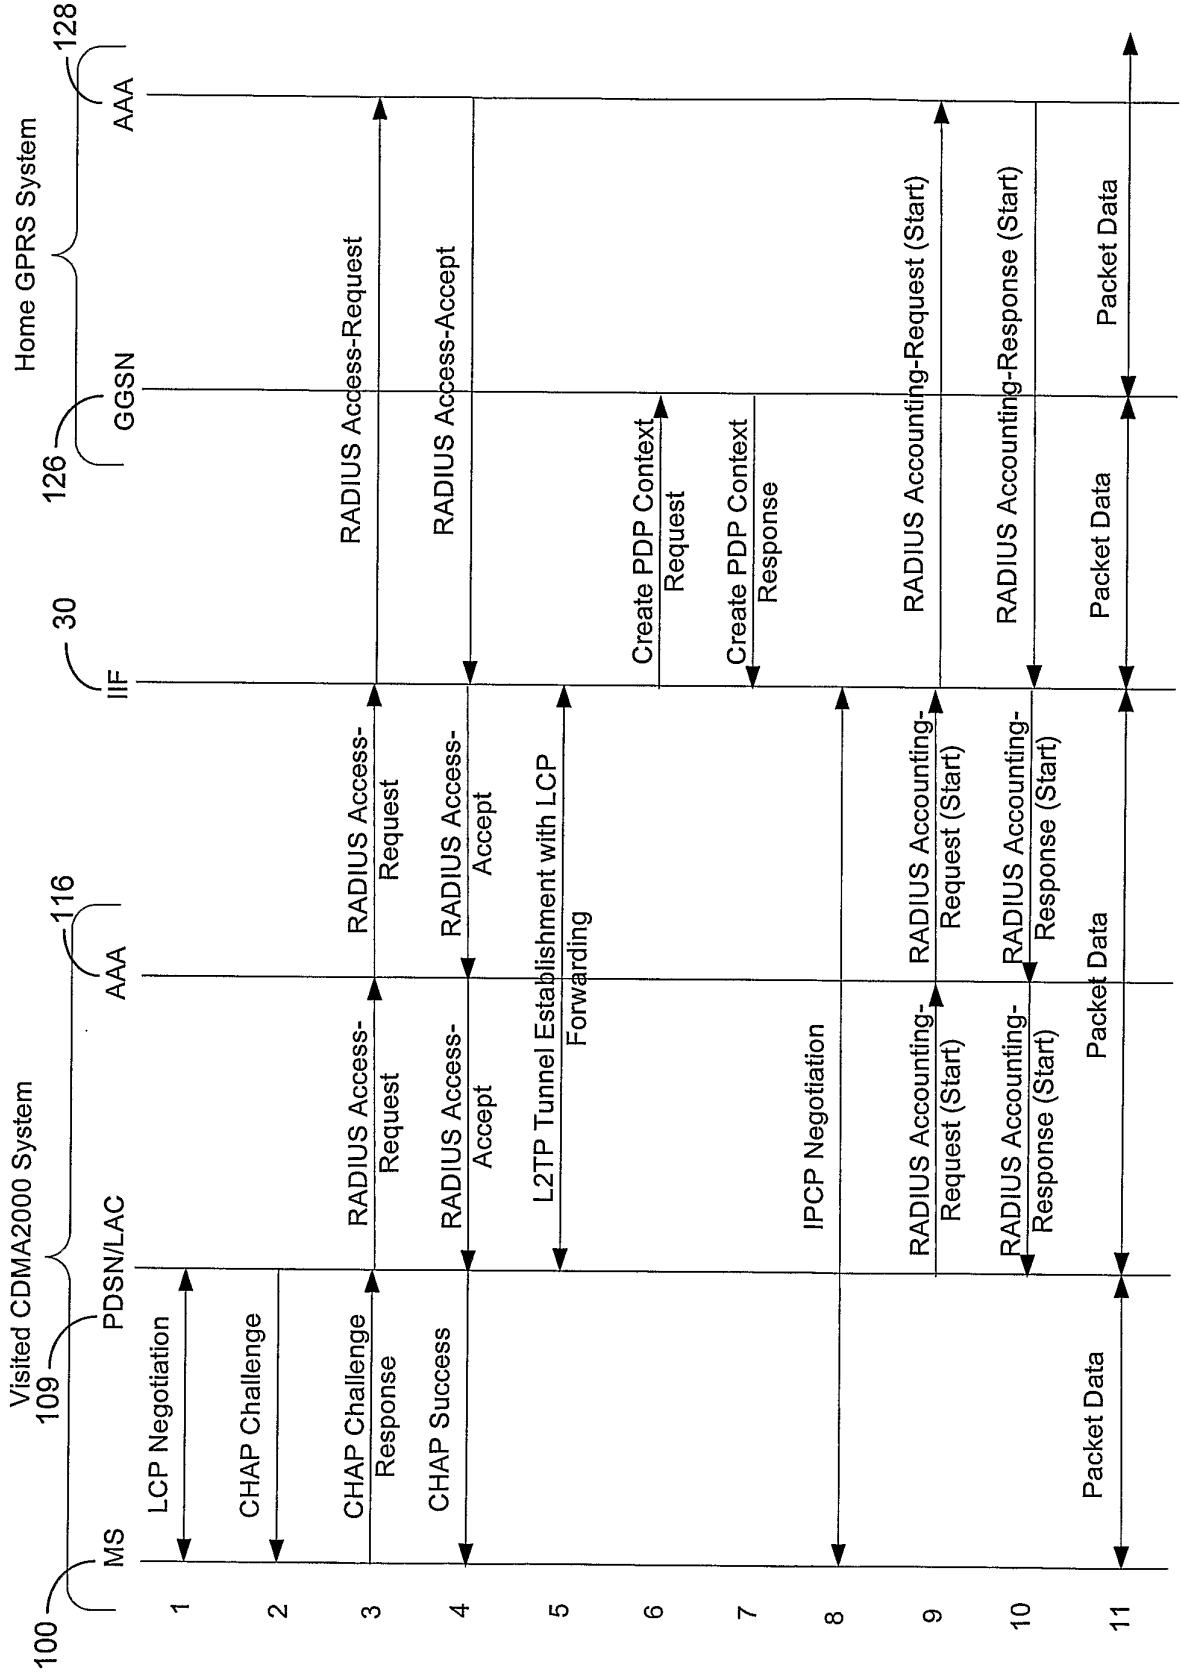 Visited CDMA2000 System
Home GPRS System
100
109
116
30
126
128
MS
PDSN/LAC
AAA
IIF
GGSN
AAA
1
LCP Negotiation
2
CHAP Challenge
3
CHAP Challenge
Response
RADIUS Access-
Request
RADIUS Access-
Request
RADIUS Access-Request
4
CHAP Success
RADIUS Access-
Accept
RADIUS Access-
Accept
RADIUS Access-Accept
5
L2TP Tunnel Establishment with LCP
Forwarding
6
Create PDP Context
Request
7
Create PDP Context
Response
8
IPCP Negotiation
9
RADIUS Accounting-
Request (Start)
RADIUS Accounting-
Request (Start)
RADIUS Accounting-Request (Start)
10
RADIUS Accounting-
Response (Start)
RADIUS Accounting-
Response (Start)
RADIUS Accounting-Response (Start)
11
Packet Data
Packet Data
Packet Data
Packet Data